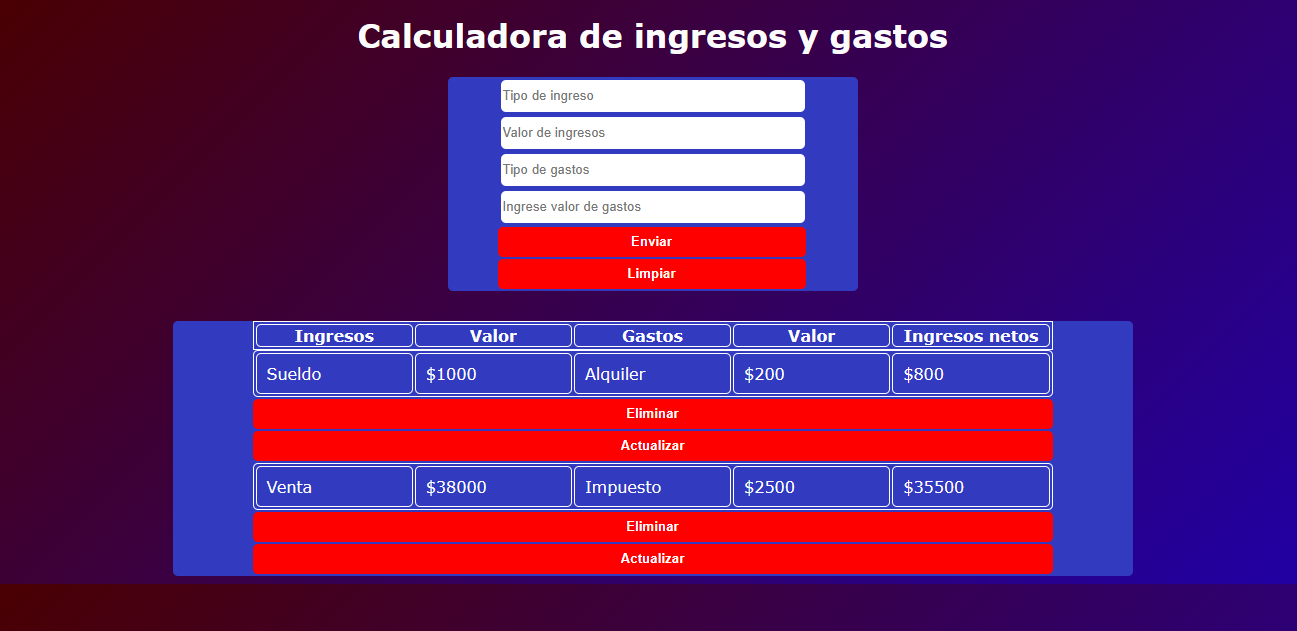 Calculadora de ingresos y gastos
Tipo de ingreso
Valor de ingresos
Tipo de gastos
Ingrese valor de gastos
Enviar
Limpiar
Ingresos Valor Gastos Valor Ingresos netos
Sueldo $1000 Alquiler $200 $800
Eliminar
Actualizar
Venta $38000 Impuesto $2500 $35500
Eliminar
Actualizar